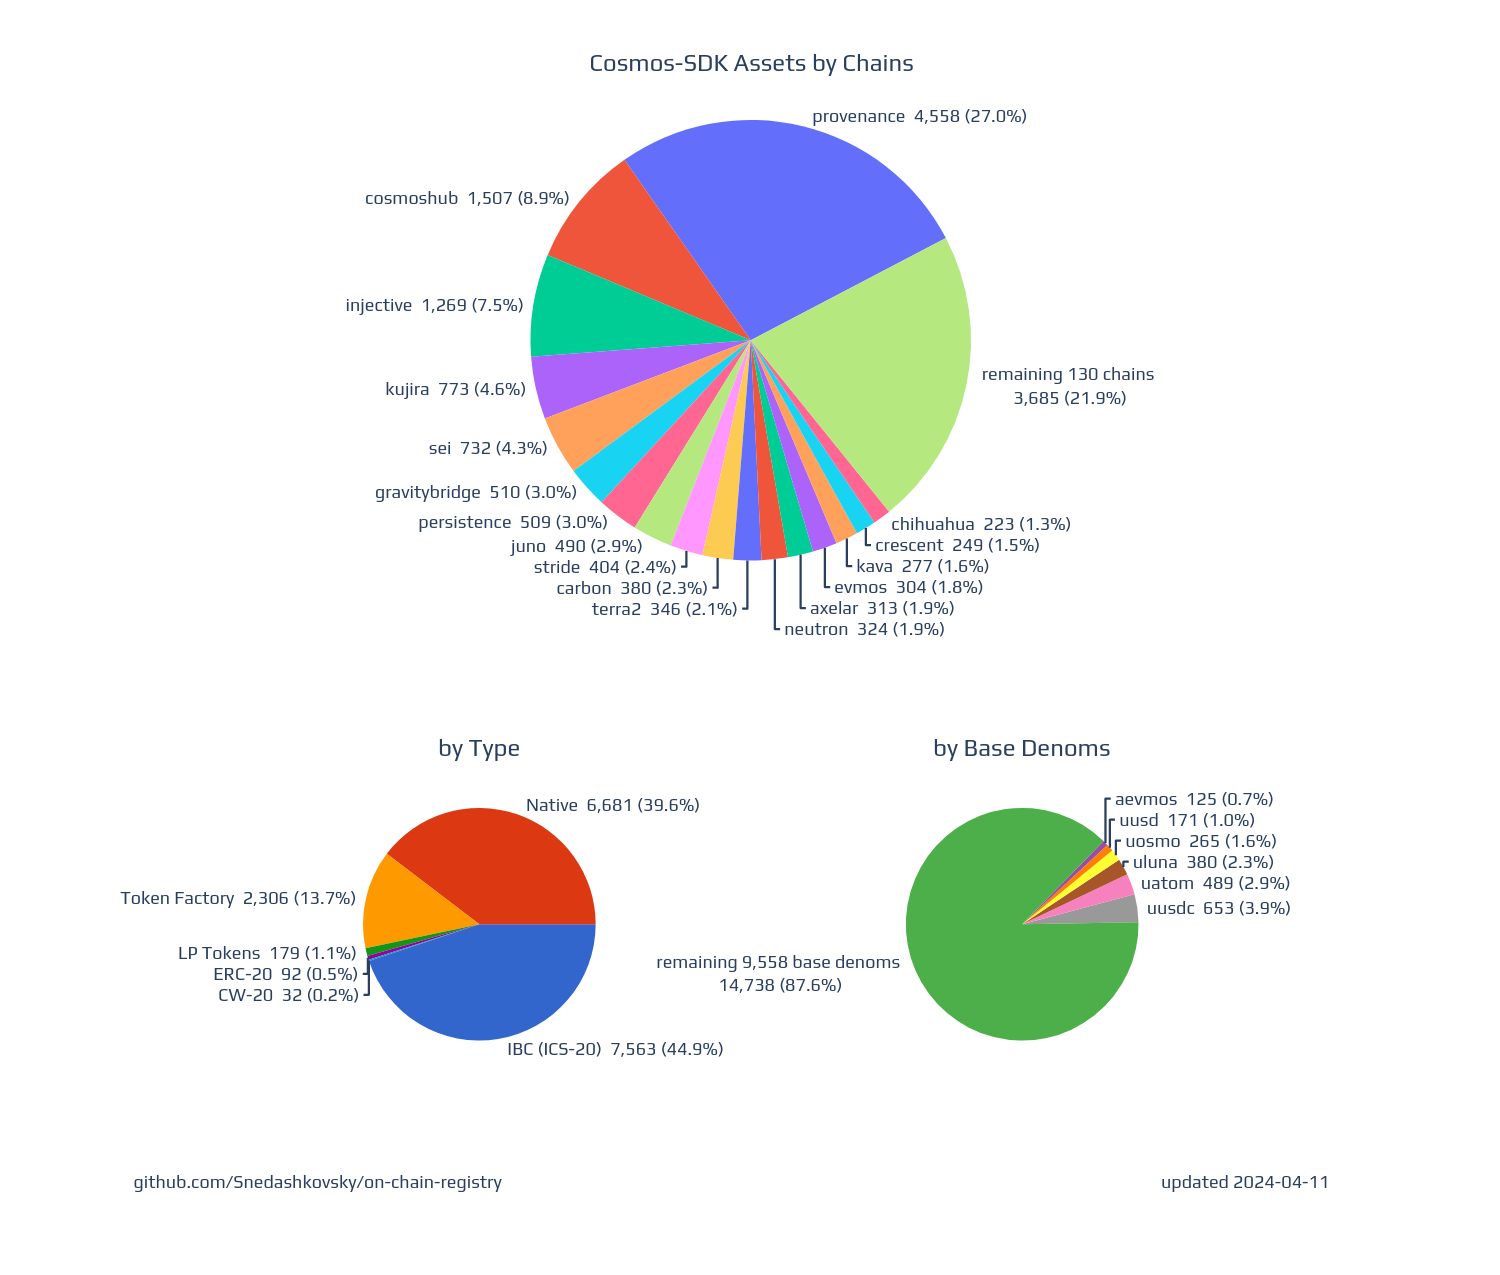 Cosmos-SDK Assets by Chains
provenance 4,558 (27.0%)
cosmoshub 1,507 (8.9%)
injective 1,269 (7.5%)
remaining 130 chains
3,685 (21.9%)
kujira 773 (4.6%)
sei 732 (4.3%)
gravitybridge 510 (3.0%)
persistence 509 (3.0%)
chihuahua 223 (1.3%)
juno 490 (2.9%)
crescent 249 (1.5%)
stride 404 (2.4%)
kava 277 (1.6%)
carbon 380 (2.3%)
evmos 304 (1.8%)
terra2 346 (2.1%)
axelar 313 (1.9%)
neutron 324 (1.9%)
by Type
Native 6,681 (39.6%)
Token Factory 2,306 (13.7%)
LP Tokens 179 (1.1%)
ERC-20 92 (0.5%)
CW-20 32 (0.2%)
IBC (ICS-20) 7,563 (44.9%)
by Base Denoms
aevmos 125 (0.7%)
uusd 171 (1.0%)
uosmo 265 (1.6%)
uluna 380 (2.3%)
uatom 489 (2.9%)
uusdc 653 (3.9%)
remaining 9,558 base denoms
14,738 (87.6%)
github.com/Snedashkovsky/on-chain-registry
updated 2024-04-11